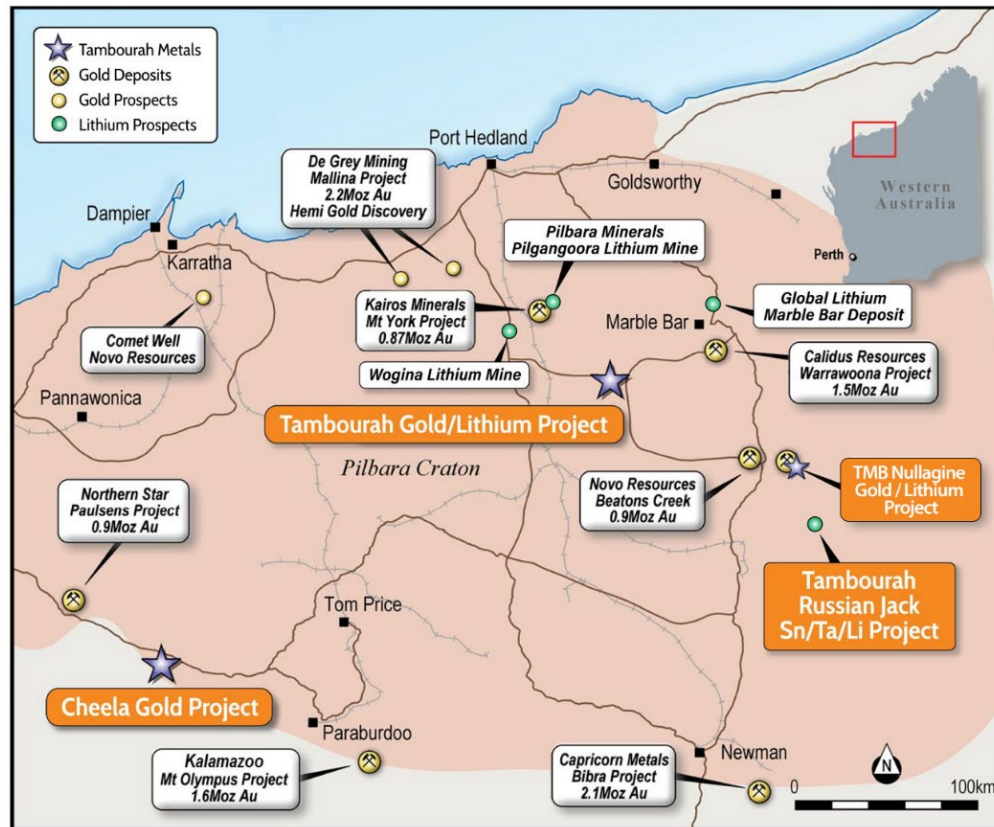 Tambourah Metals
Gold Deposits
Gold Prospects
Lithium Prospects
Port Hedland
Goldsworthy
De Grey Mining
Mallina Project
2.2Moz Au
Hemi Gold Discovery
Western
Australia
Perth
Dampier
Karratha
Pilbara Minerals
Pilgangoora Lithium Mine
Kairos Minerals
Mt York Project
0.87Moz Au
Marble Bar
Global Lithium
Marble Bar Deposit
Comet Well
Novo Resources
Wogina Lithium Mine
Calidus Resources
Warrawoona Project
1.5Moz Au
Pannawonica
Tambourah Gold/Lithium Project
Pilbara Craton
Northern Star
Paulsens Project
0.9Moz Au
Novo Resources
Beatons Creek
0.9Moz Au
TMB Nullagine
Gold / Lithium
Project
Tambourah
Russian Jack
Sn/Ta/Li Project
Tom Price
Cheela Gold Project
Paraburdoo
Kalamazoo
Mt Olympus Project
1.6Moz Au
Capricorn Metals
Bibra Project
2.1Moz Au
Newman
N
0 100km